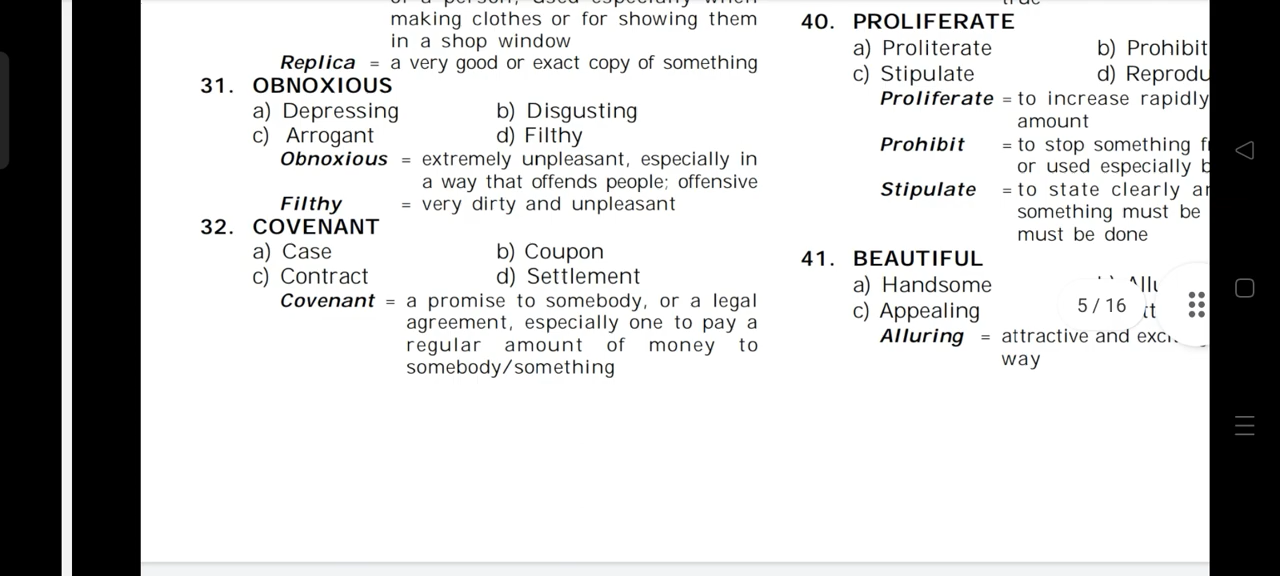 making clothes or for showing them
in a shop window
Replica = a very good or exact copy of something
31. OBNOXIOUS
a) Depressing b) Disgusting
c) Arrogant d) Filthy
Obnoxious = extremely unpleasant, especially in
a way that offends people; offensive
Filthy = very dirty and unpleasant
32. COVENANT
a) Case b) Coupon
c) Contract d) Settlement
Covenant = a promise to somebody, or a legal
agreement, especially one to pay a
regular amount of money to
somebody/something
40. PROLIFERATE
a) Proliterate b) Prohibit
c) Stipulate d) Reprodu
Proliferate = to increase rapidly
amount
Prohibit = to stop something
or used especially
Stipulate = to state clearly
something must be
must be done
41. BEAUTIFUL
a) Handsome
c) Appealing
Alluring = attractive and
way
5 / 16